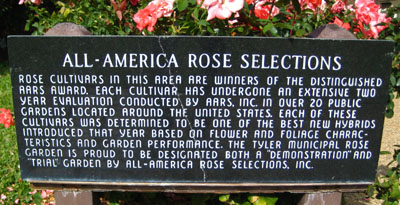 ALL-AMERICA ROSE SELECTIONS
ROSE CULTIVARS IN THIS AREA ARE WINNERS OF THE DISTINGUISHED
AARS AWARD. EACH CULTIVAR HAS UNDERGONE AN EXTENSIVE TWO
YEAR EVALUATION CONDUCTED BY AARS, INC. IN OVER 20 PUBLIC
GARDENS LOCATED AROUND THE UNITED STATES. EACH OF THESE
CULTIVARS WAS DETERMINED TO BE ONE OF THE BEST NEW HYBRIDS
INTRODUCED THAT YEAR BASED ON FLOWER AND FOLIAGE CHARAC-
TERISTICS AND GARDEN PERFORMANCE. THE TYLER MUNICIPAL ROSE
GARDEN IS PROUD TO BE DESIGNATED BOTH A "DEMONSTRATION" AND
"TRIAL" GARDEN BY ALL-AMERICA ROSE SELECTIONS, INC.